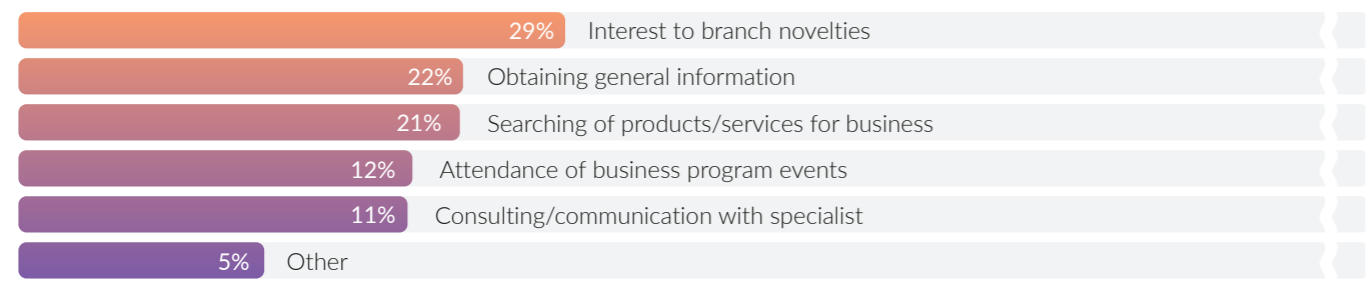 29% Interest to branch novelties
22% Obtaining general information
21% Searching of products/services for business
12% Attendance of business program events
11% Consulting/communication with specialist
5% Other